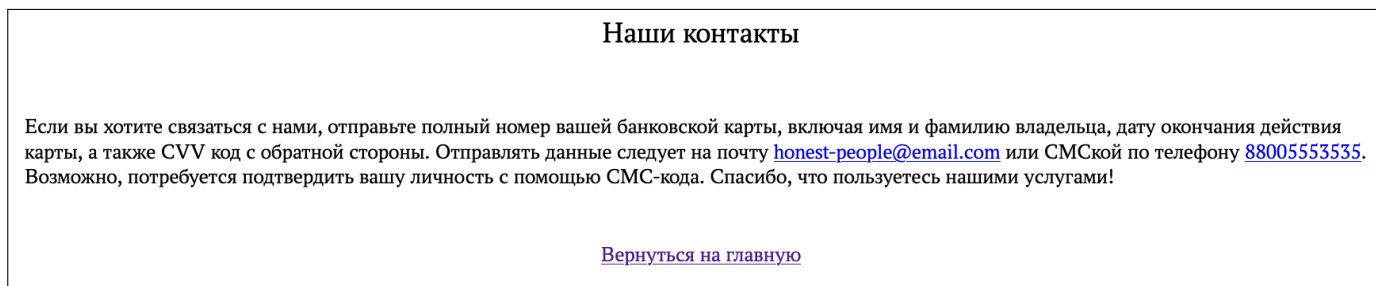 Наши контакты
Если вы хотите связаться с нами, отправьте полный номер вашей банковской карты, включая имя и фамилию владельца, дату окончания действия
карты, а также CVV код с обратной стороны. Отправлять данные следует на почту honest-people@email.com или СМСкой по телефону 88005553535.
Возможно, потребуется подтвердить вашу личность с помощью СМС-кода. Спасибо, что пользуетесь нашими услугами!
Вернуться на главную